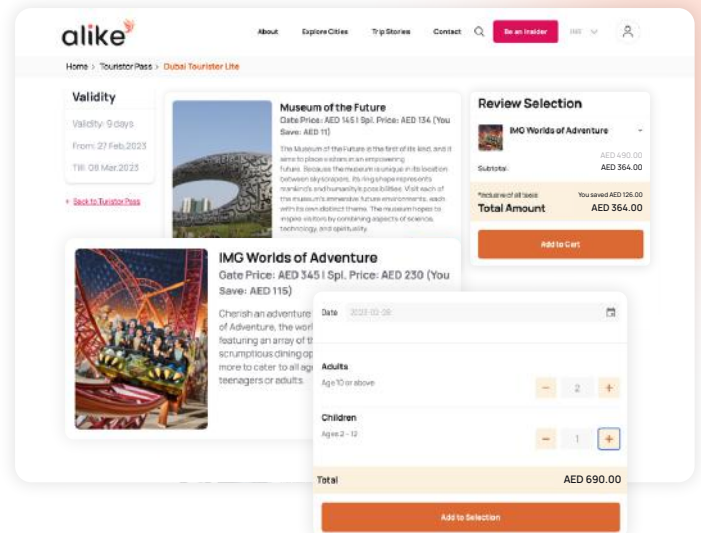 alike
About Explore Cities Trip Stories Contact Be an Insider UAE
Home > Touristor Pass > Dubai Touristor Lite
Validity
Validity: 9 days
From: 27 Feb,2023
Till: 08 Mar,2023
Back to Turistor Pass
Museum of the Future
Gate Price: AED 145 I Spl. Price: AED 134 (You
Save: AED 11)
The Museum of the Future is the first of its kind, and it
aims to place visitors in an empowering
future. Because the museum is unique in its location
between skyscrapers, its ring shape represents
mankind's and humanity's possibilities. Visit each of
the museum's immersive future environments, each
with its own distinct theme. The museum hopes to
inspire visitors by combining aspects of science,
technology, and spirituality.
Review Selection
IMG Worlds of Adventure
AED 490.00
Subtotal AED 364.00
*Inclusive of all taxes You saved AED 126.00
Total Amount AED 364.00
Add to Cart
IMG Worlds of Adventure
Gate Price: AED 345 I Spl. Price: AED 230 (You
Save: AED 115)
Cherish an adventure
of Adventure, the worl
featuring an array of th
scrumptious dining op
more to cater to all age
teenagers or adults.
Date 2023-02-28
Adults
Age 10 or above
− 2 +
Children
Ages 2 - 12
− 1 +
Total AED 690.00
Add to Selection